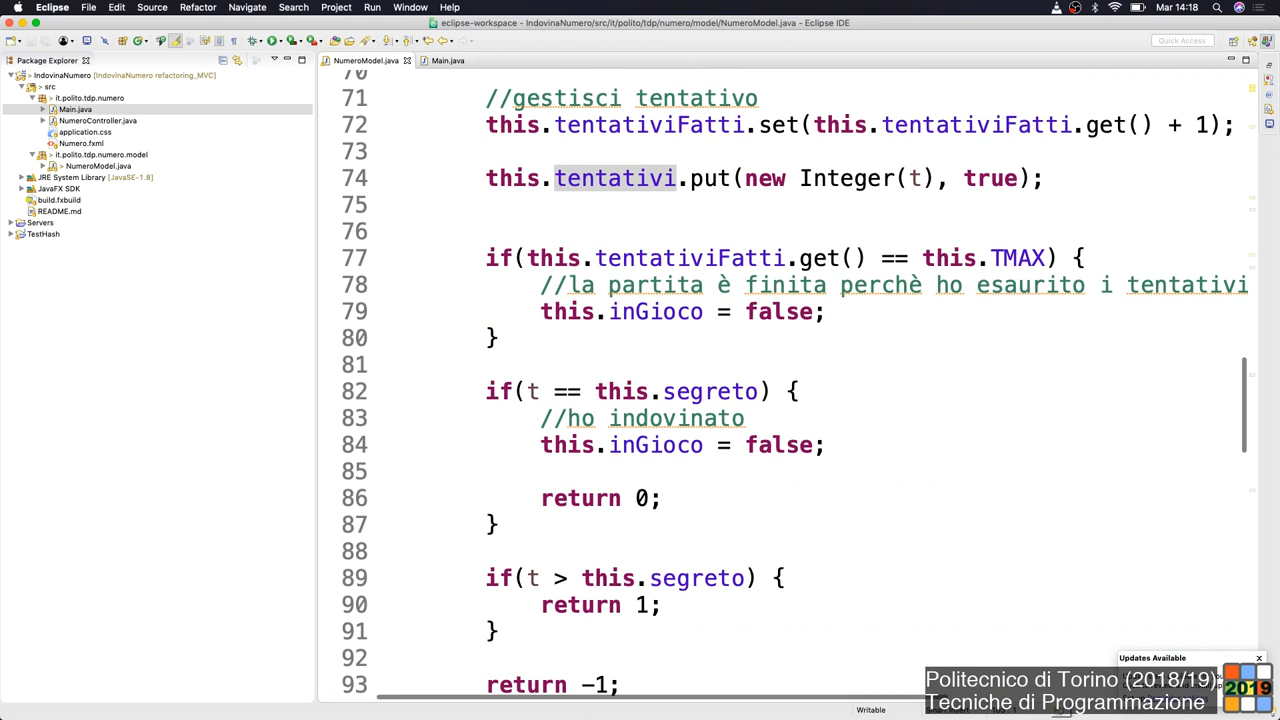 Eclipse File Edit Source Refactor Navigate Search Project Run Window Help Mar 14:18
eclipse-workspace - IndovinaNumero/src/it/polito/tdp/numero/model/NumeroModel.java - Eclipse IDE
Quick Access
Package Explorer
IndovinaNumero [IndovinaNumero refactoring_MVC]
src
it.polito.tdp.numero
Main.java
NumeroController.java
application.css
Numero.fxml
it.polito.tdp.numero.model
NumeroModel.java
JRE System Library [JavaSE-1.8]
JavaFX SDK
build.fxbuild
README.md
Servers
TestHash
NumeroModel.java Main.java
70
71 //gestisci tentativo
72 this.tentativiFatti.set(this.tentativiFatti.get() + 1);
73
74 this.tentativi.put(new Integer(t), true);
75
76
77 if(this.tentativiFatti.get() == this.TMAX) {
78 //la partita è finita perchè ho esaurito i tentativi
79 this.inGioco = false;
80 }
81
82 if(t == this.segreto) {
83 //ho indovinato
84 this.inGioco = false;
85
86 return 0;
87 }
88
89 if(t > this.segreto) {
90 return 1;
91 }
92
93 return -1;
Updates Available
Politecnico di Torino (2018/19)
Tecniche di Programmazione
2019
Writable